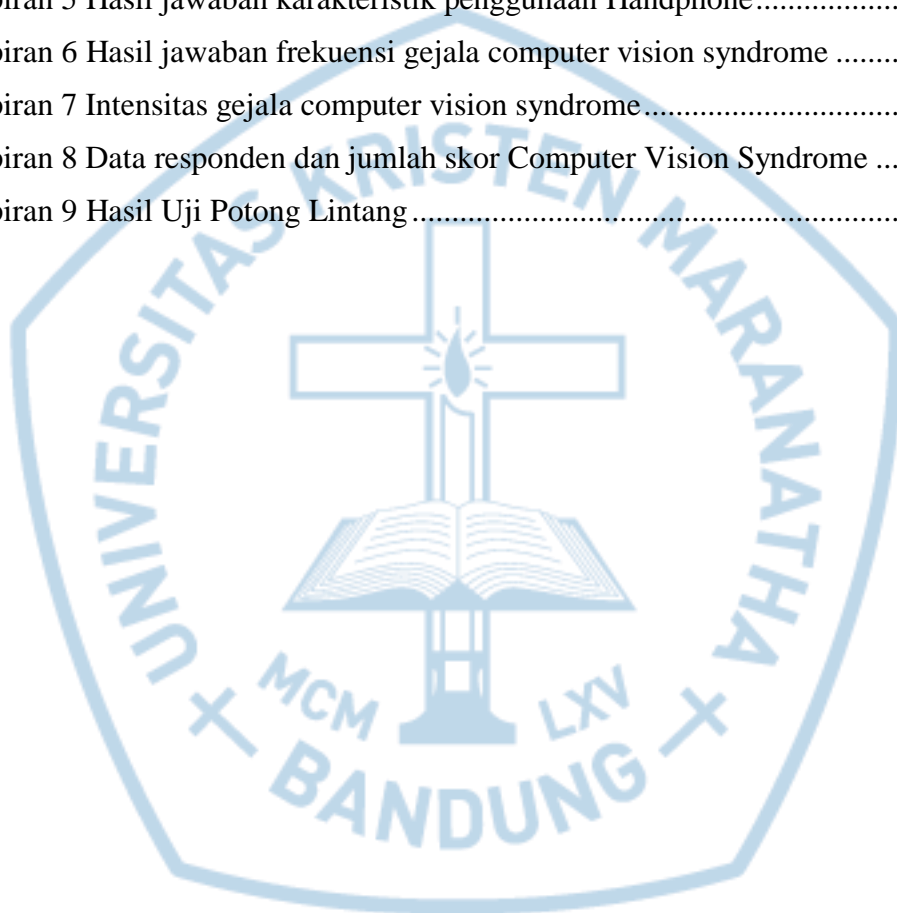 piran 5 Hasil jawaban karakteristik penggunaan Handphone....................
piran 6 Hasil jawaban frekuensi gejala computer vision syndrome ........
piran 7 Intensitas gejala computer vision syndrome...................................
piran 8 Data responden dan jumlah skor Computer Vision Syndrome ...
piran 9 Hasil Uji Potong Lintang.................................................................
UNIVERSITAS KRISTEN MARANATHA
MCM LXV
BANDUNG